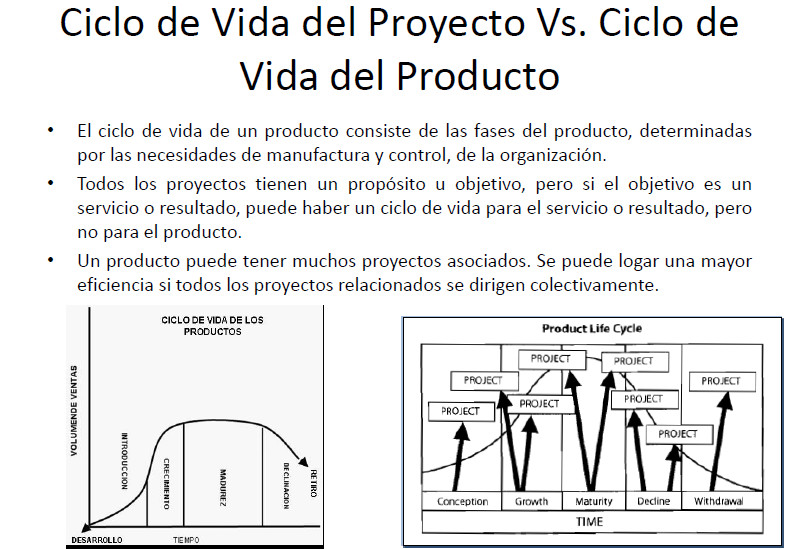 Ciclo de Vida del Proyecto Vs. Ciclo de
Vida del Producto
• El ciclo de vida de un producto consiste de las fases del producto, determinadas
por las necesidades de manufactura y control, de la organización.
• Todos los proyectos tienen un propósito u objetivo, pero si el objetivo es un
servicio o resultado, puede haber un ciclo de vida para el servicio o resultado, pero
no para el producto.
• Un producto puede tener muchos proyectos asociados. Se puede logar una mayor
eficiencia si todos los proyectos relacionados se dirigen colectivamente.
CICLO DE VIDA DE LOS
PRODUCTOS
VOLUMENDE VENTAS
INTRODUCCION
CRECIMIENTO
MADUREZ
DECLINACION
RETIRO
DESARROLLO
TIEMPO
Product Life Cycle
PROJECT
PROJECT
PROJECT
PROJECT
PROJECT
PROJECT
PROJECT
PROJECT
PROJECT
Conception
Growth
Maturity
Decline
Withdrawal
TIME